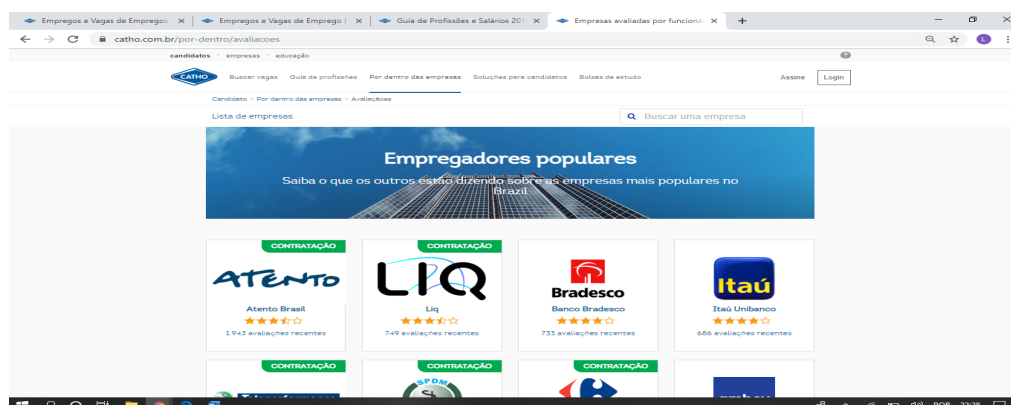 Empregos e Vagas de Empregos
Empregos e Vagas de Emprego |
Guia de Profissões e Salários 201
Empresas avaliadas por funcioná
catho.com.br/por-dentro/avaliacoes
L
candidatos · empresas · educação
CATHO
Buscar vagas Guia de profissões Por dentro das empresas Soluções para candidatos Bolsas de estudo Assine Login
Candidato - Por dentro das empresas - Avaliações
Lista de empresas
Buscar uma empresa
Empregadores populares
Saiba o que os outros estão dizendo sobre as empresas mais populares no
Brazil
CONTRATAÇÃO
ATENTO
Atento Brasil
1.943 avaliações recentes
CONTRATAÇÃO
LIQ
Liq
749 avaliações recentes
Bradesco
Banco Bradesco
733 avaliações recentes
Itaú
Itaú Unibanco
686 avaliações recentes
CONTRATAÇÃO
CONTRATAÇÃO
SPDM
CONTRATAÇÃO
POR 22:28